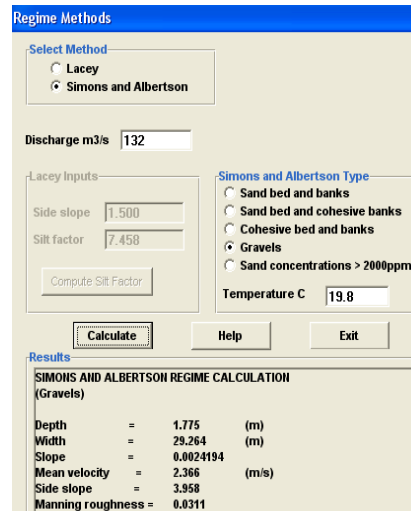 Regime Methods
Select Method
Lacey
Simons and Albertson
Discharge m3/s 132
Lacey Inputs
Side slope 1.500
Silt factor 7.458
Compute Silt Factor
Simons and Albertson Type
Sand bed and banks
Sand bed and cohesive banks
Cohesive bed and banks
Gravels
Sand concentrations > 2000ppm
Temperature C 19.8
Calculate Help Exit
Results
SIMONS AND ALBERTSON REGIME CALCULATION
(Gravels)
Depth = 1.775 (m)
Width = 29.264 (m)
Slope = 0.0024194
Mean velocity = 2.366 (m/s)
Side slope = 3.958
Manning roughness = 0.0311